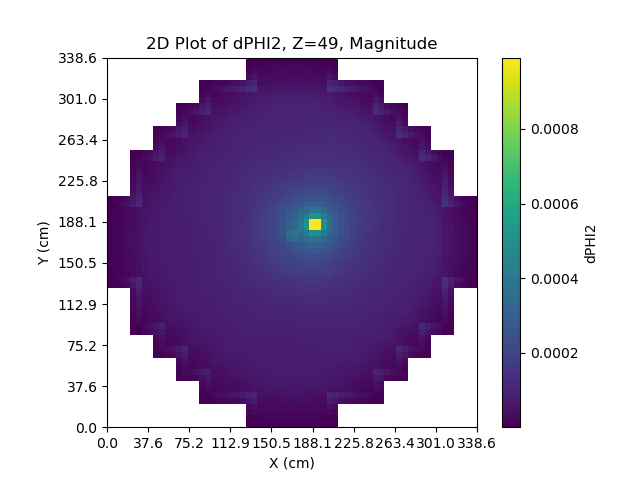 2D Plot of dPHI2, Z=49, Magnitude
338.6
301.0
263.4
225.8
188.1
150.5
112.9
75.2
37.6
0.0
Y (cm)
0.0 37.6 75.2 112.9 150.5 188.1 225.8 263.4 301.0 338.6
X (cm)
0.0008
0.0006
0.0004
0.0002
dPHI2